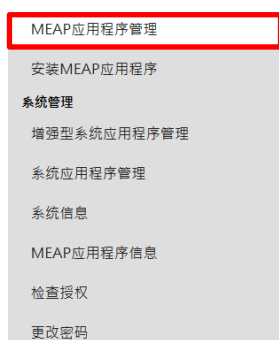 MEAP应用程序管理
安装MEAP应用程序
系统管理
增强型系统应用程序管理
系统应用程序管理
系统信息
MEAP应用程序信息
检查授权
更改密码